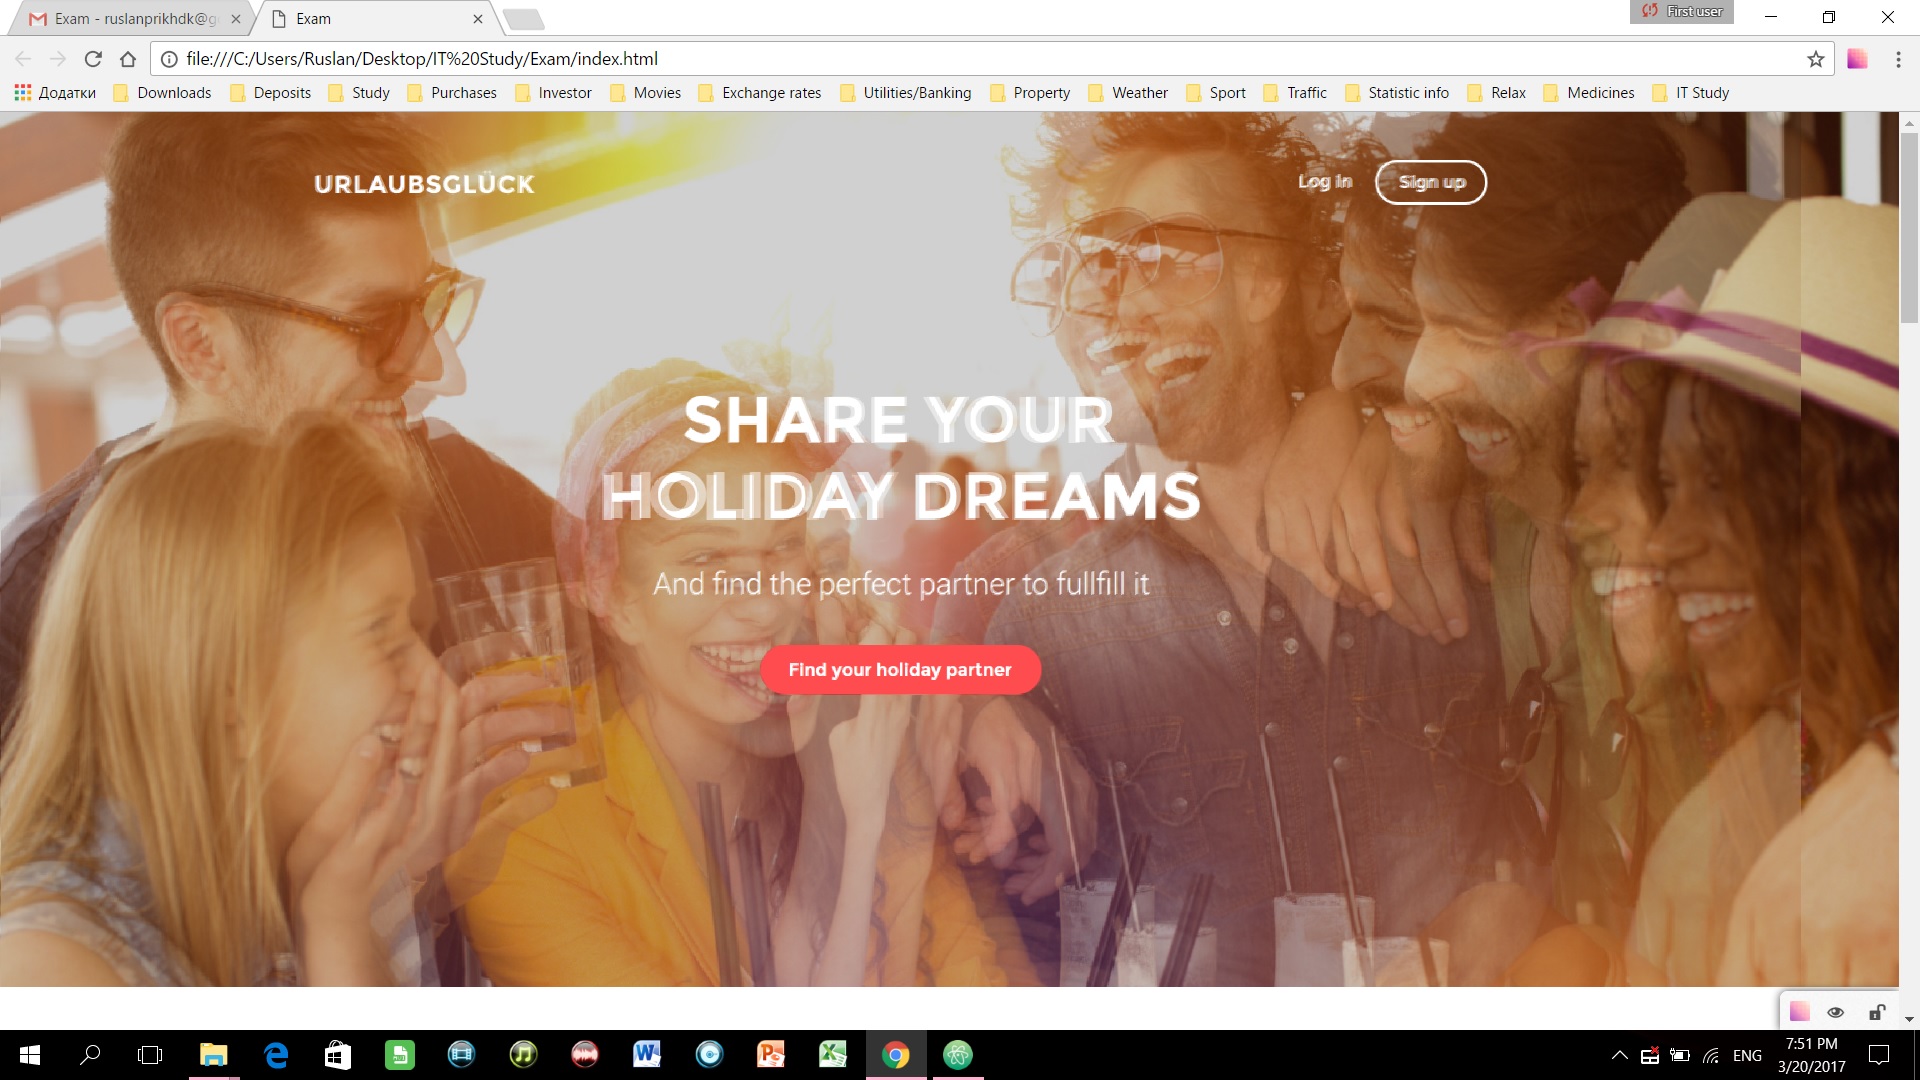 Exam - ruslanprikhdk@g
Exam
First user
file:///C:/Users/Ruslan/Desktop/IT%20Study/Exam/index.html
Додатки Downloads Deposits Study Purchases Investor Movies Exchange rates Utilities/Banking Property Weather Sport Traffic Statistic info Relax Medicines IT Study
URLAUBSGLÜCK Log in Sign up
SHARE YOUR
HOLIDAY DREAMS
And find the perfect partner to fullfill it
Find your holiday partner
ENG
7:51 PM
3/20/2017